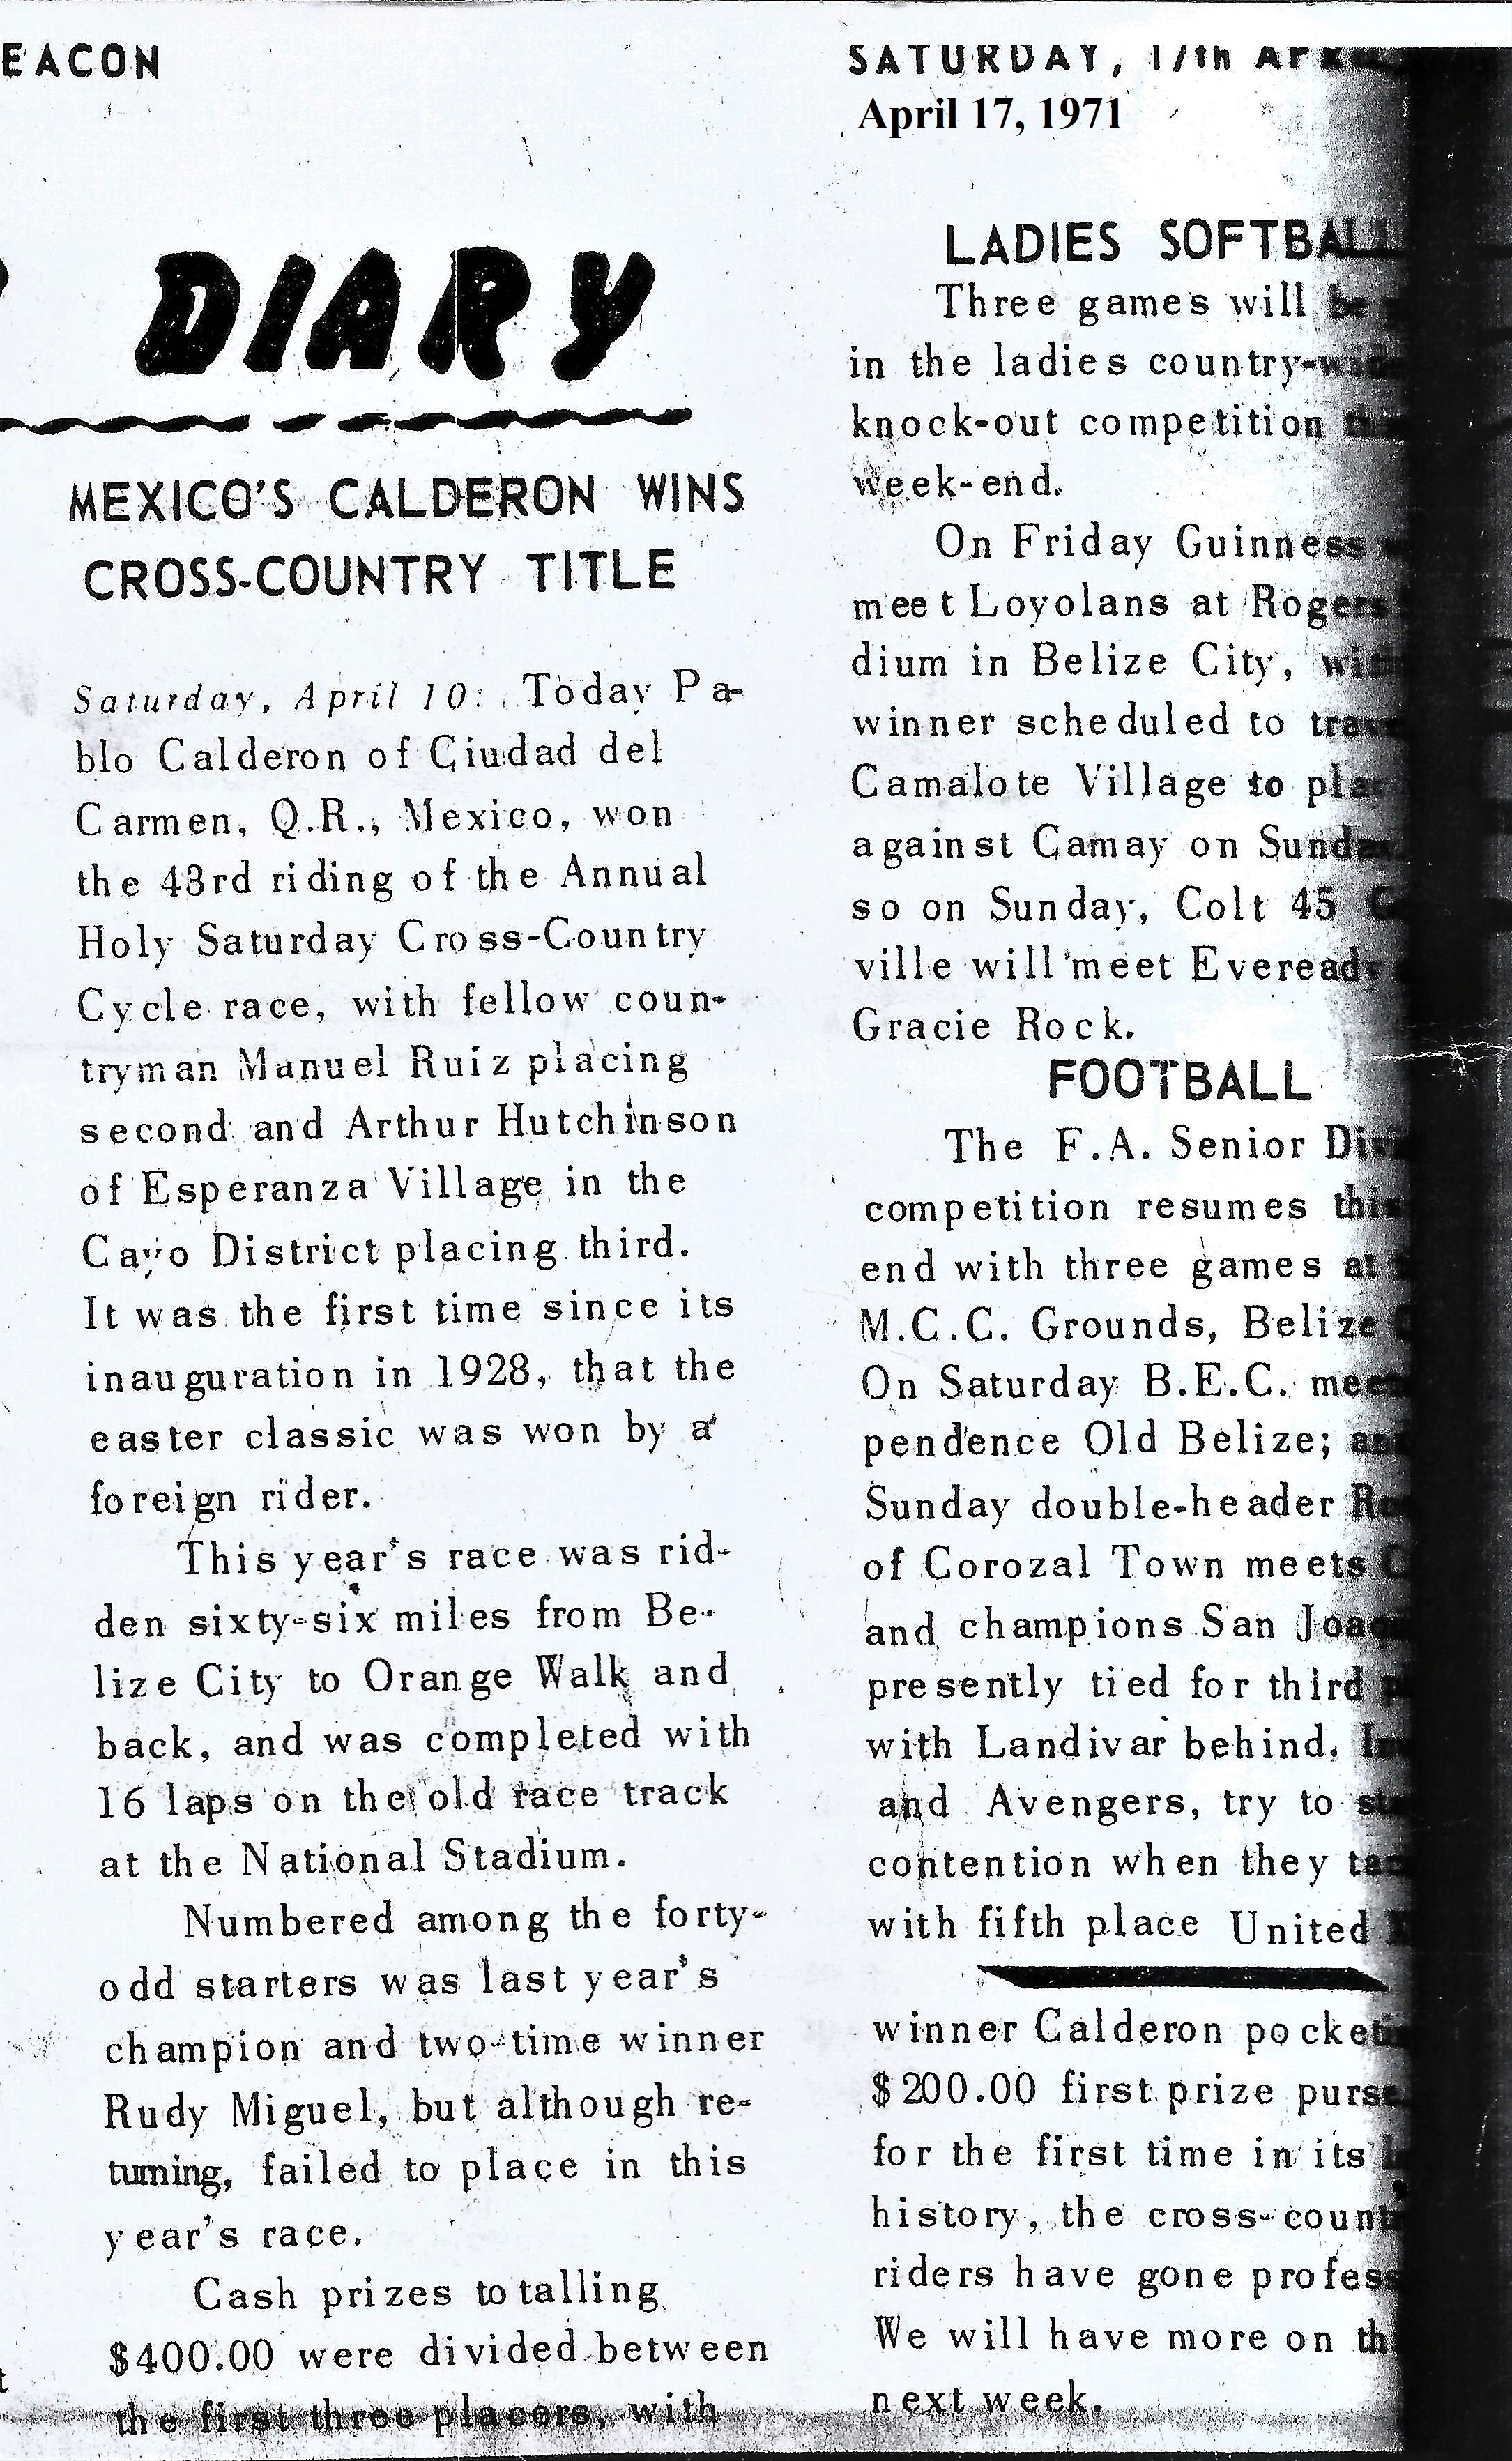 EACON
SATURDAY, 17th
April 17, 1971
DIARY
MEXICO'S CALDERON WINS
CROSS-COUNTRY TITLE
Saturday, April 10: Today Pa-
blo Calderon of Ciudad del
Carmen, Q.R., Mexico, won
the 43rd riding of the Annual
Holy Saturday Cross-Country
Cycle race, with fellow coun-
tryman Manuel Ruiz placing
second and Arthur Hutchinson
of Esperanza Village in the
Cayo District placing third.
It was the first time since its
inauguration in 1928, that the
easter classic was won by a
foreign rider.
This year's race was rid-
den sixty-six miles from Be-
lize City to Orange Walk and
back, and was completed with
16 laps on the old race track
at the National Stadium.
Numbered among the forty-
odd starters was last year's
champion and two-time winner
Rudy Miguel, but although re-
turning, failed to place in this
year's race.
Cash prizes totalling
$400.00 were divided between
the first three placers, with
LADIES SOFTBALL
Three games will be
in the ladies country-wide
knock-out competition
week-end.
On Friday Guinness
meet Loyolans at Rogers
dium in Belize City,
winner scheduled to
Camalote Village to
against Camay on
so on Sunday, Colt 45
ville will meet Eveready
Gracie Rock.
FOOTBALL
The F.A. Senior
competition resumes this
end with three games at
M.C.C. Grounds, Belize
On Saturday B.E.C.
pendence Old Belize;
Sunday double-header
of Corozal Town meets
and champions San
presently tied for third
with Landivar behind.
and Avengers, try to
contention when they
with fifth place United
winner Calderon
$200.00 first prize
for the first time in its
history, the
riders have gone
We will have more on
next week.